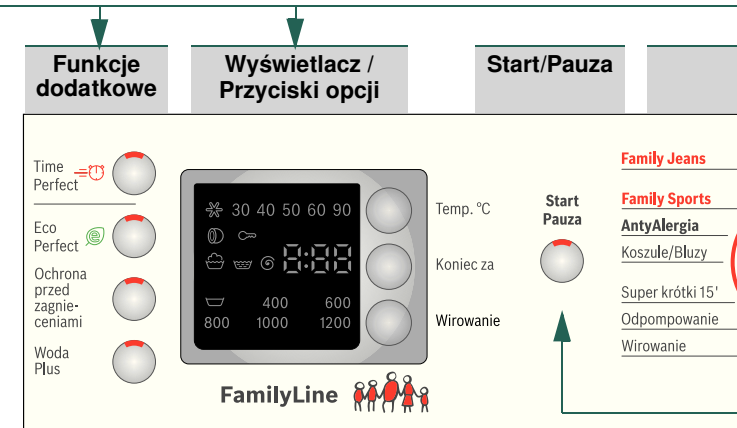 Funkcje
dodatkowe
Wyświetlacz /
Przyciski opcji
Start/Pauza
Time
Perfect
Eco
Perfect
Ochrona
przed
zagnie-
ceniami
Woda
Plus
30 40 50 60 90
8:88
400 600
800 1000 1200
Temp. °C
Koniec za
Wirowanie
FamilyLine
Start
Pauza
Family Jeans
Family Sports
AntyAlergia
Koszule/Bluzy
Super krótki 15'
Odpompowanie
Wirowanie